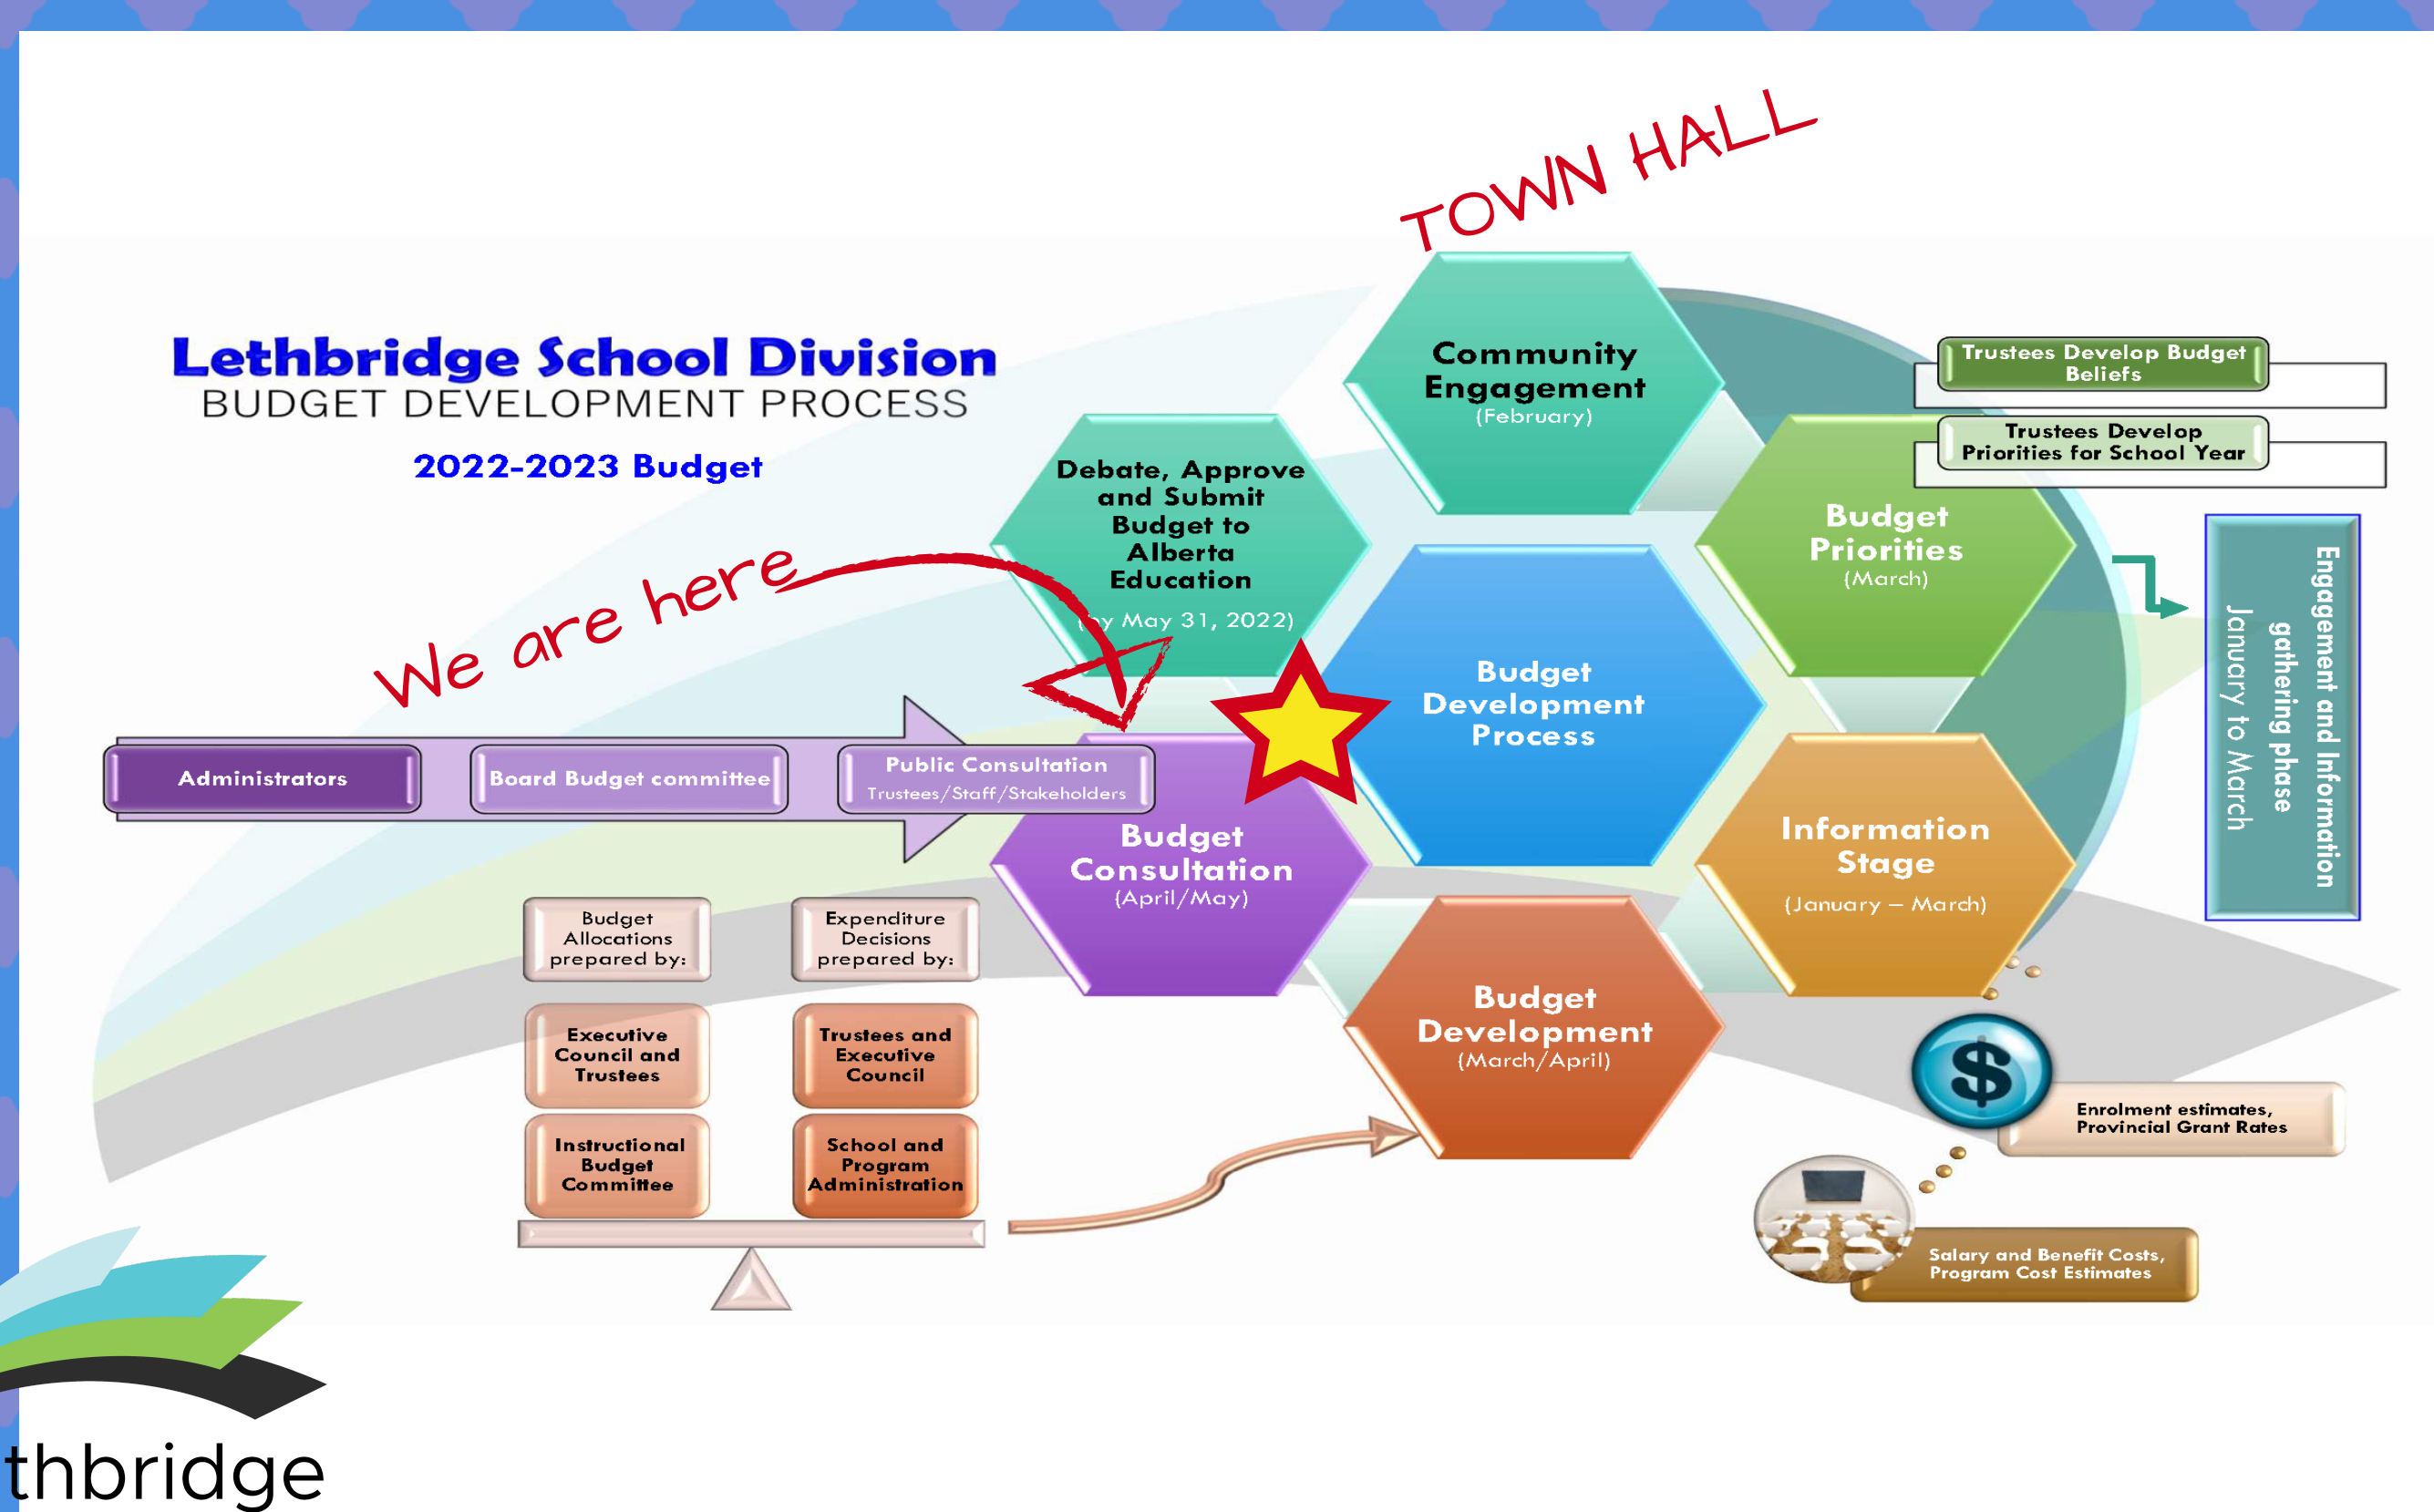 TOWN HALL
Lethbridge School Division
BUDGET DEVELOPMENT PROCESS
2022-2023 Budget
We are here
Community
Engagement
(February)
Trustees Develop Budget
Beliefs
Trustees Develop
Priorities for School Year
Budget
Priorities
(March)
Engagement and Information
gathering phase
January to March
Debate, Approve
and Submit
Budget to
Alberta
Education
May 31, 2022)
Budget
Development
Process
Administrators
Board Budget committee
Public Consultation
Trustees/Staff/Stakeholders
Budget
Consultation
(April/May)
Information
Stage
(January – March)
Budget
Development
(March/April)
Budget
Allocations
prepared by:
Expenditure
Decisions
prepared by:
Executive
Council and
Trustees
Trustees and
Executive
Council
Instructional
Budget
Committee
School and
Program
Administration
$
Enrolment estimates,
Provincial Grant Rates
Salary and Benefit Costs,
Program Cost Estimates
thbridge